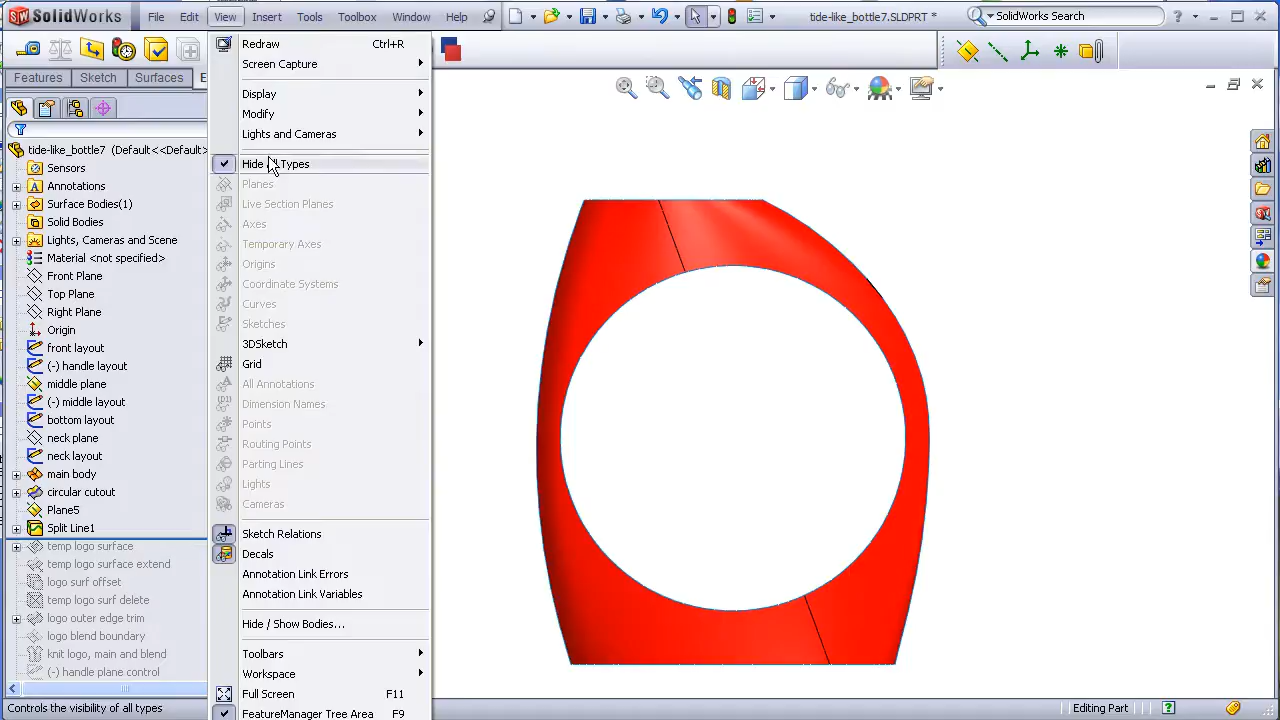 SolidWorks File Edit View Insert Tools Toolbox Window Help tide-like_bottle7.SLDPRT * SolidWorks Search
Features Sketch Surfaces
tide-like_bottle7 (Default<<Default>
Sensors
Annotations
Surface Bodies(1)
Solid Bodies
Lights, Cameras and Scene
Material <not specified>
Front Plane
Top Plane
Right Plane
Origin
front layout
(-) handle layout
middle plane
(-) middle layout
bottom layout
neck plane
neck layout
main body
circular cutout
Plane5
Split Line1
temp logo surface
temp logo surface extend
logo surf offset
temp logo surf delete
logo outer edge trim
logo blend boundary
knit logo, main and blend
(-) handle plane control
Redraw Ctrl+R
Screen Capture
Display
Modify
Lights and Cameras
Hide All Types
Planes
Live Section Planes
Axes
Temporary Axes
Origins
Coordinate Systems
Curves
Sketches
3DSketch
Grid
All Annotations
Dimension Names
Points
Routing Points
Parting Lines
Lights
Cameras
Sketch Relations
Decals
Annotation Link Errors
Annotation Link Variables
Hide / Show Bodies...
Toolbars
Workspace
Full Screen F11
FeatureManager Tree Area F9
Controls the visibility of all types
Editing Part